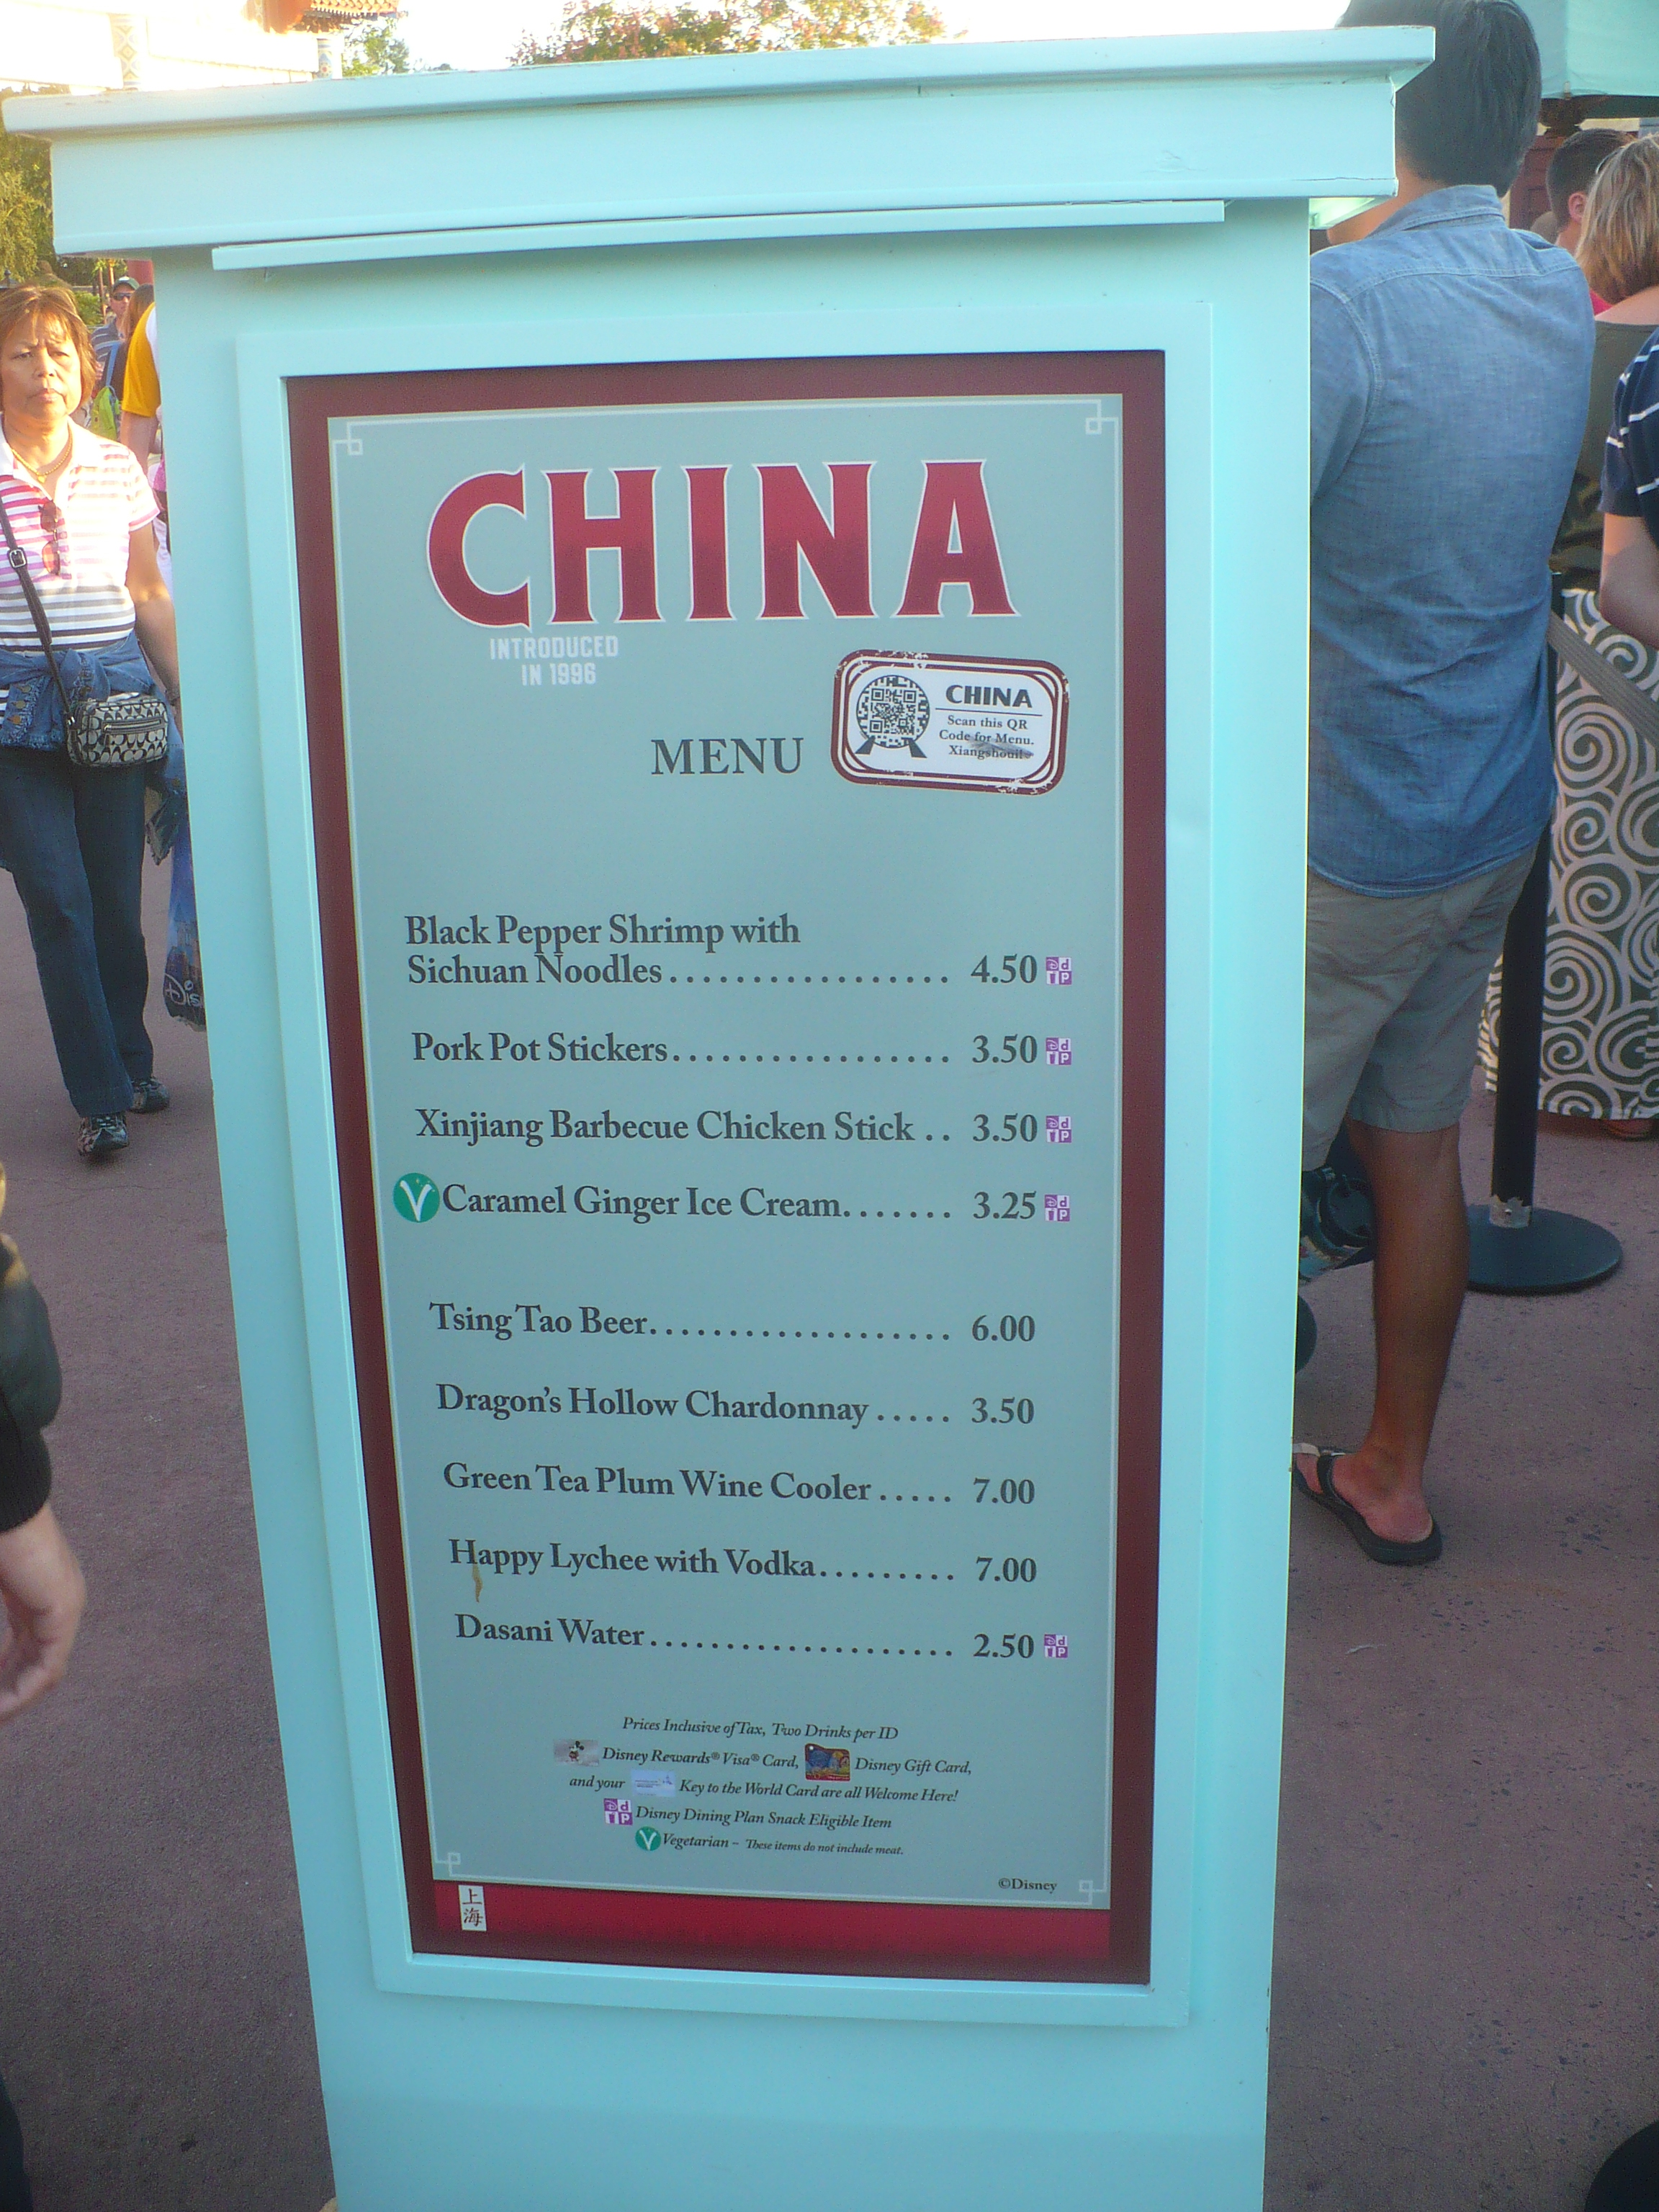 CHINA
INTRODUCED
IN 1996
MENU
CHINA
Scan this QR
Code for Menu.
Black Pepper Shrimp with
Sichuan Noodles................. 4.50
Pork Pot Stickers.................. 3.50
Xinjiang Barbecue Chicken Stick .. 3.50
V Caramel Ginger Ice Cream....... 3.25
Tsing Tao Beer.................... 6.00
Dragon's Hollow Chardonnay ..... 3.50
Green Tea Plum Wine Cooler ..... 7.00
Happy Lychee with Vodka......... 7.00
Dasani Water..................... 2.50
Prices Inclusive of Tax, Two Drinks per ID
Disney Rewards® Visa® Card, Disney Gift Card,
and your Key to the World Card are all Welcome Here!
Disney Dining Plan Snack Eligible Item
V Vegetarian – These items do not include meat.
©Disney
上海
Dis